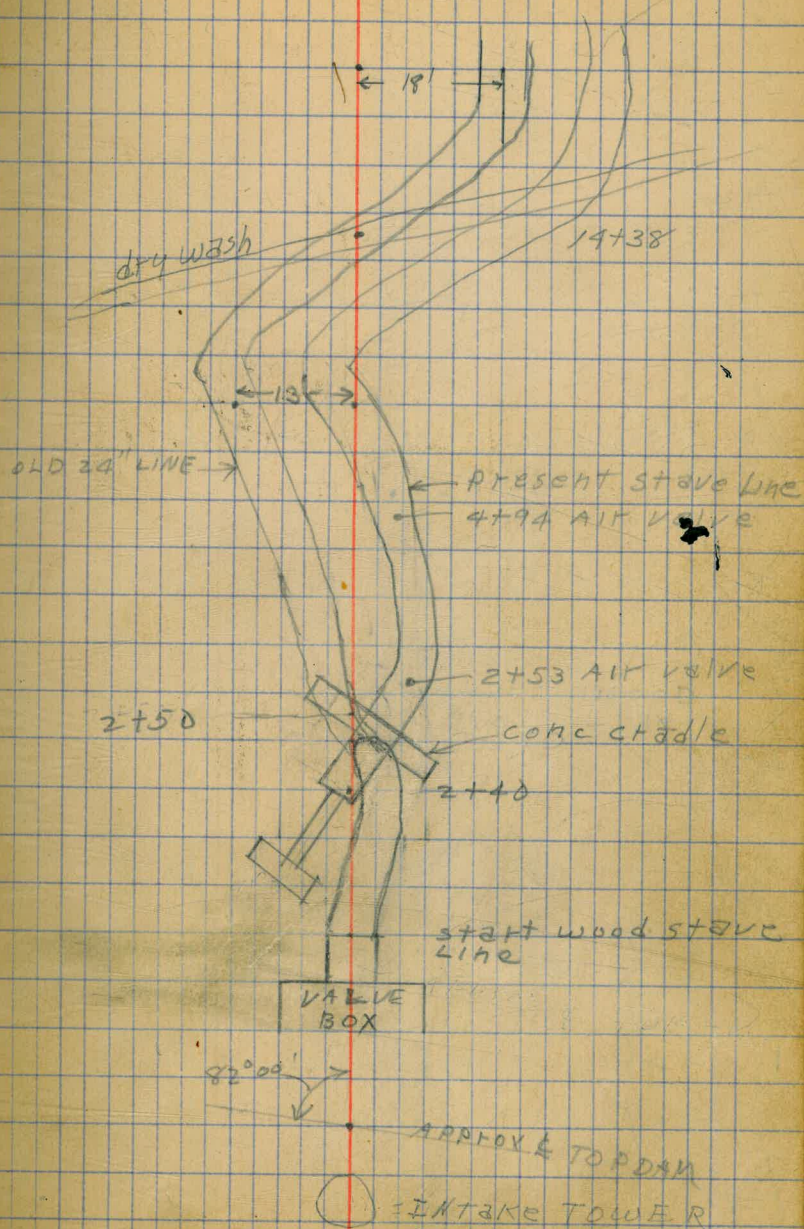 18'
dry wash
14+38
13'
OLD 24" LINE
Present stave Line
4+94 Air valve
2+53 Air valve
2+50
conc cradle
2+40
start wood stave
Line
VALVE
BOX
82°00'
APPROX ℄ TOP DAM
=INTAKE TOWER